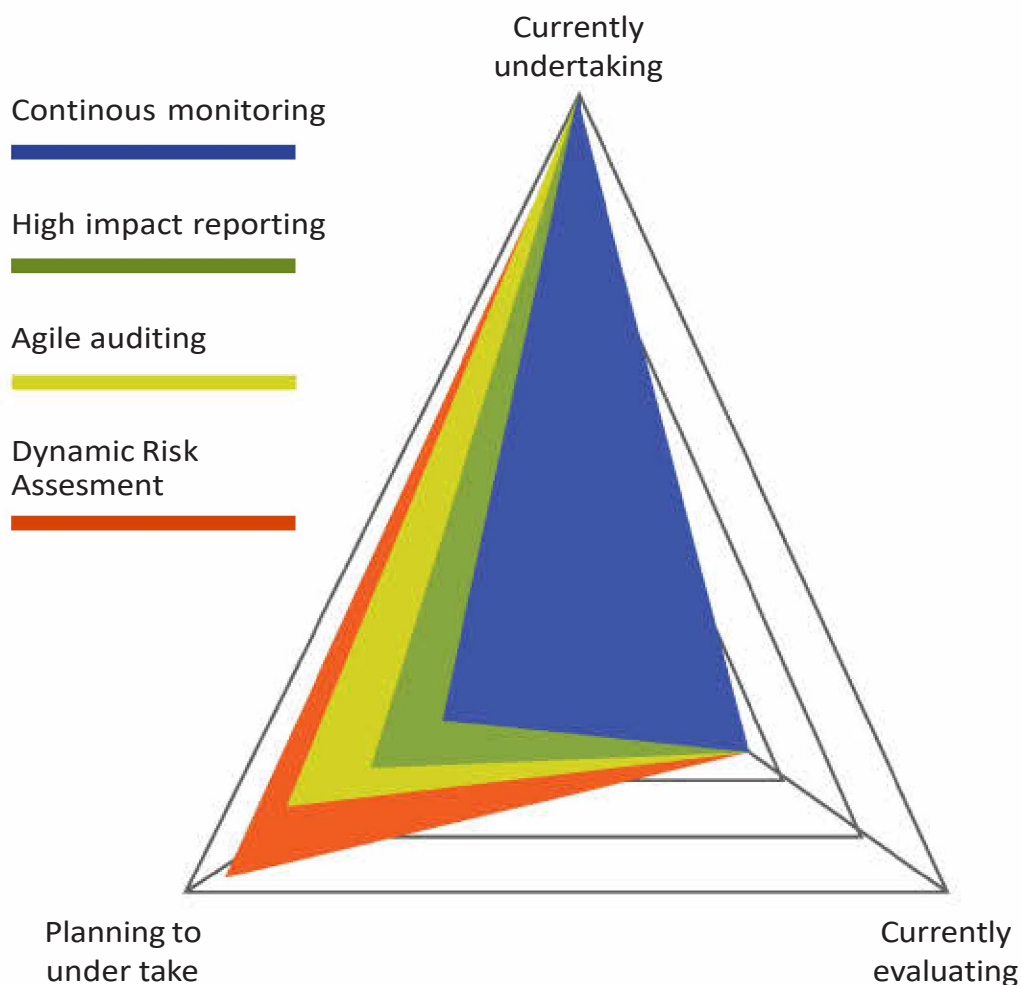 Currently
undertaking
Continous monitoring
High impact reporting
Agile auditing
Dynamic Risk
Assesment
Planning to
under take
Currently
evaluating